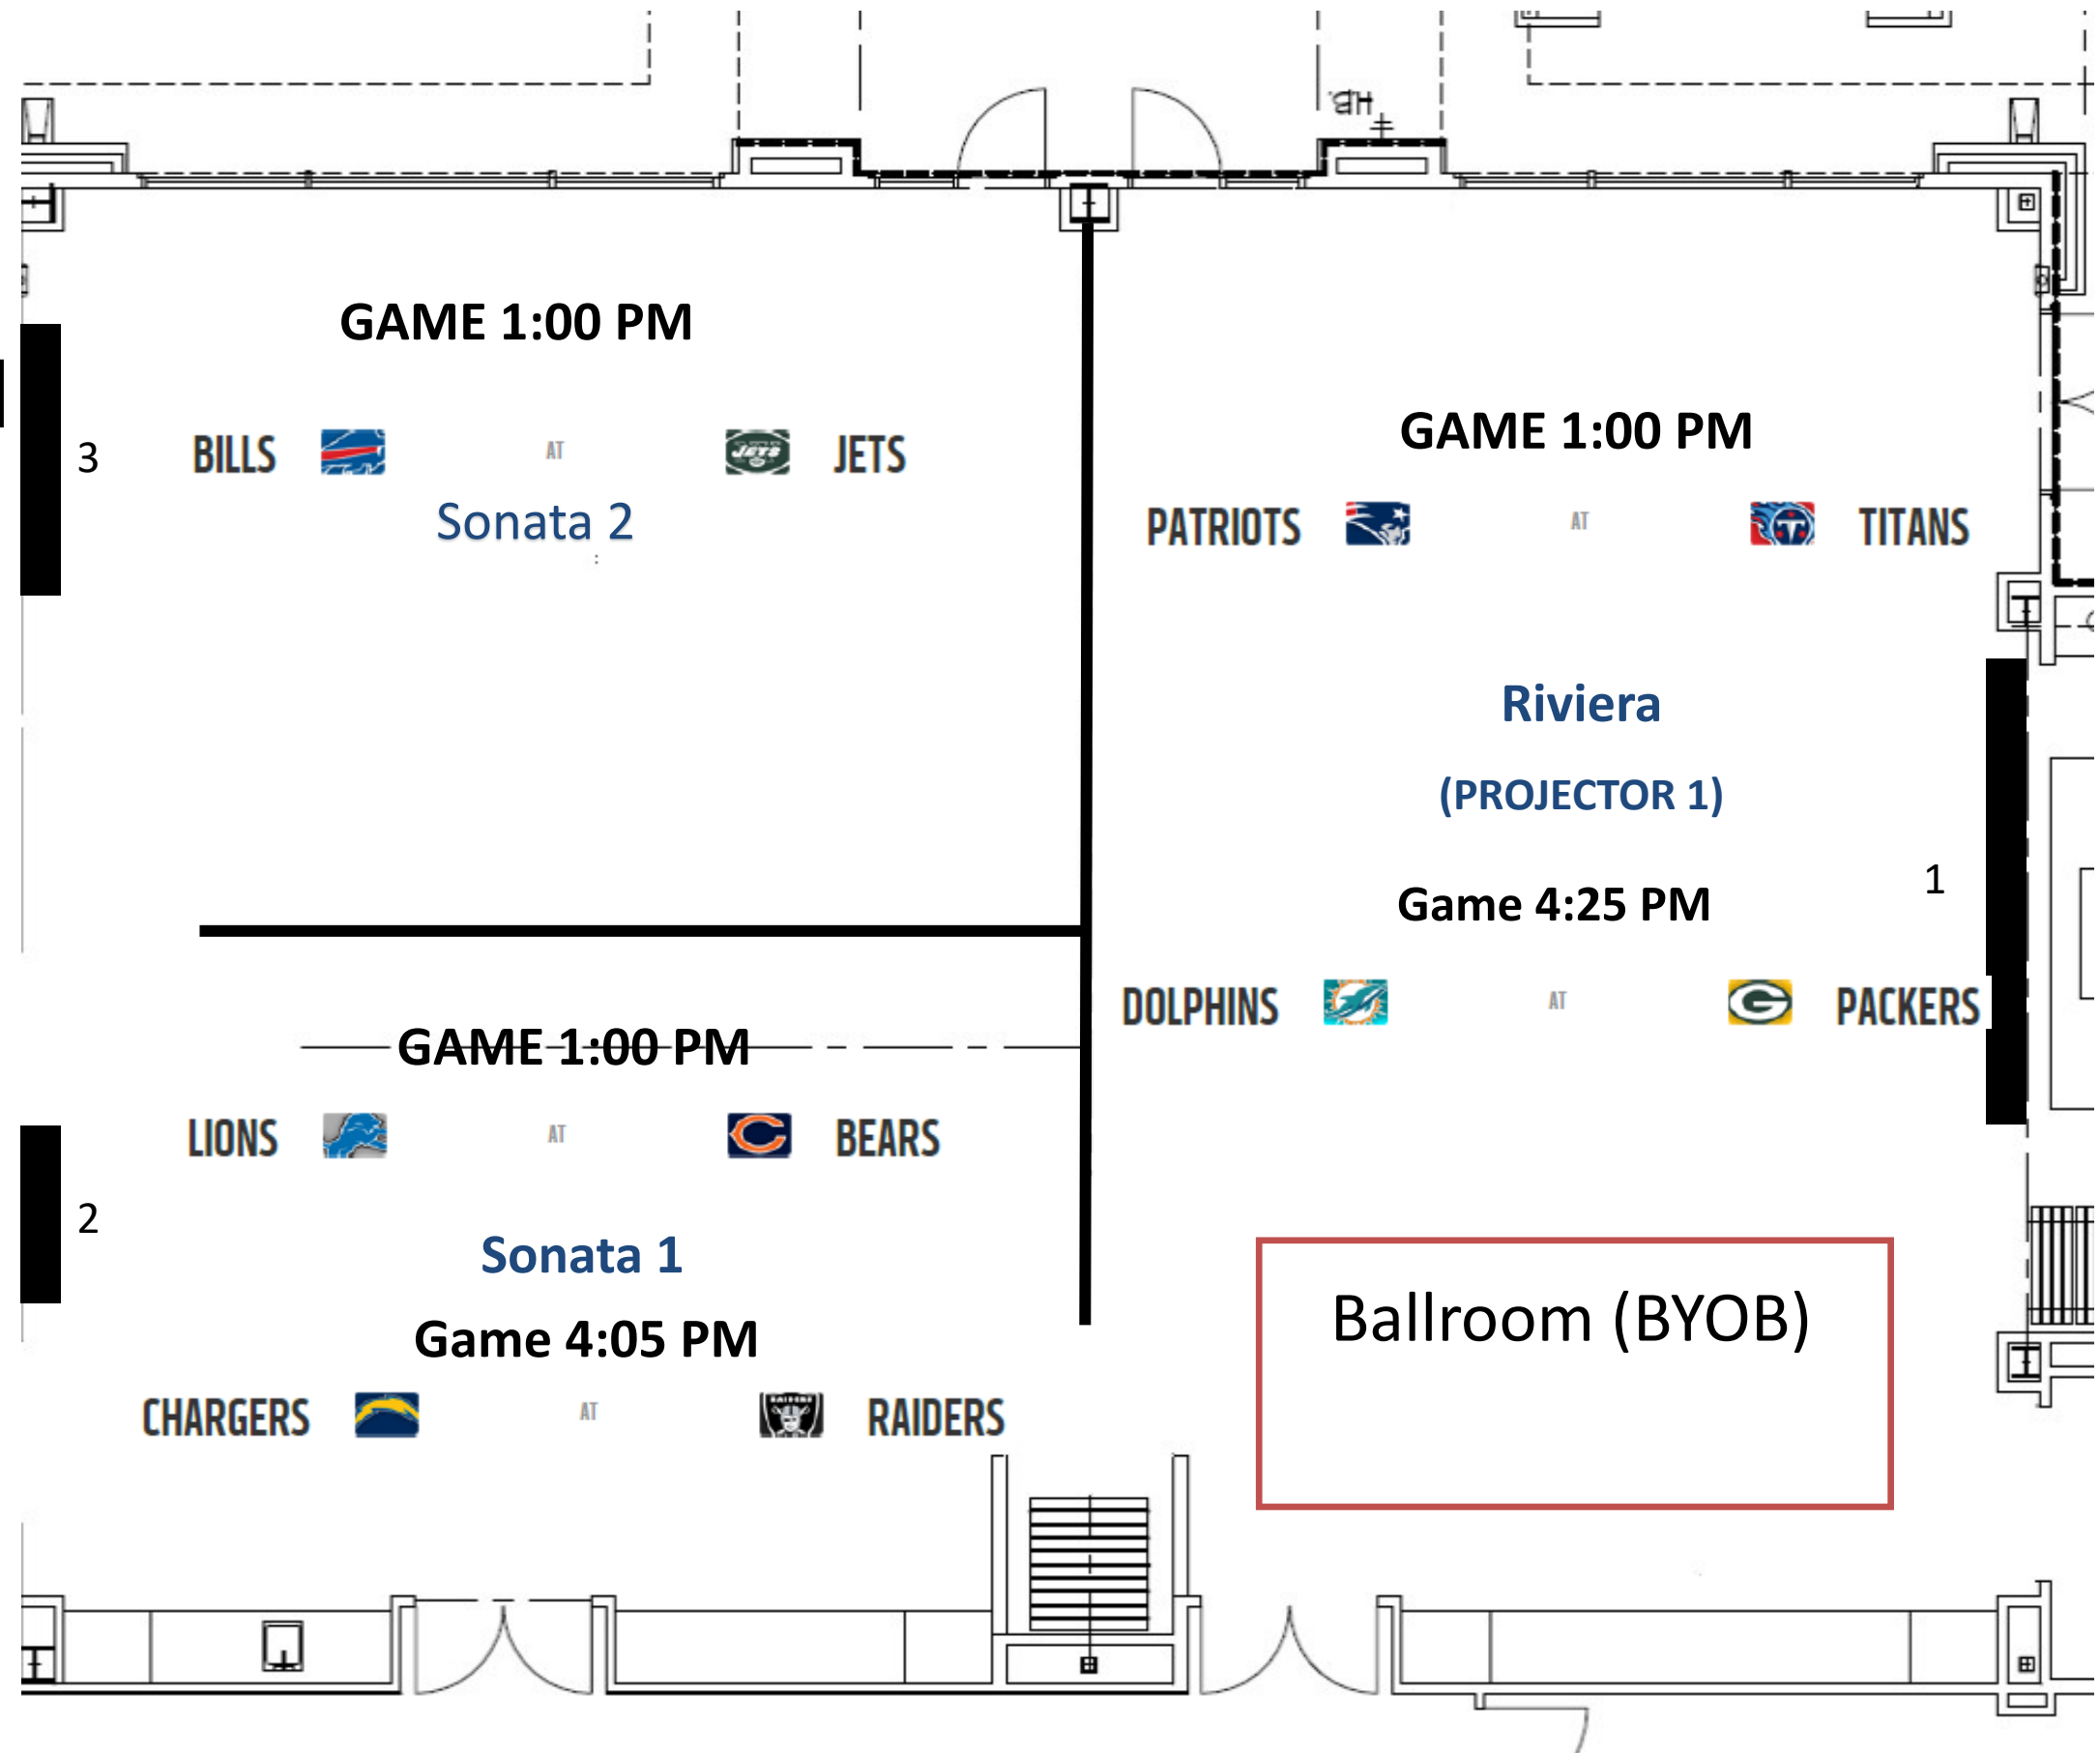 HB
GAME 1:00 PM
3
BILLS AT JETS
Sonata 2
:
GAME 1:00 PM
PATRIOTS AT TITANS
Riviera
(PROJECTOR 1)
1
Game 4:25 PM
DOLPHINS AT PACKERS
GAME 1:00 PM
LIONS AT BEARS
2
Sonata 1
Game 4:05 PM
CHARGERS AT RAIDERS
Ballroom (BYOB)